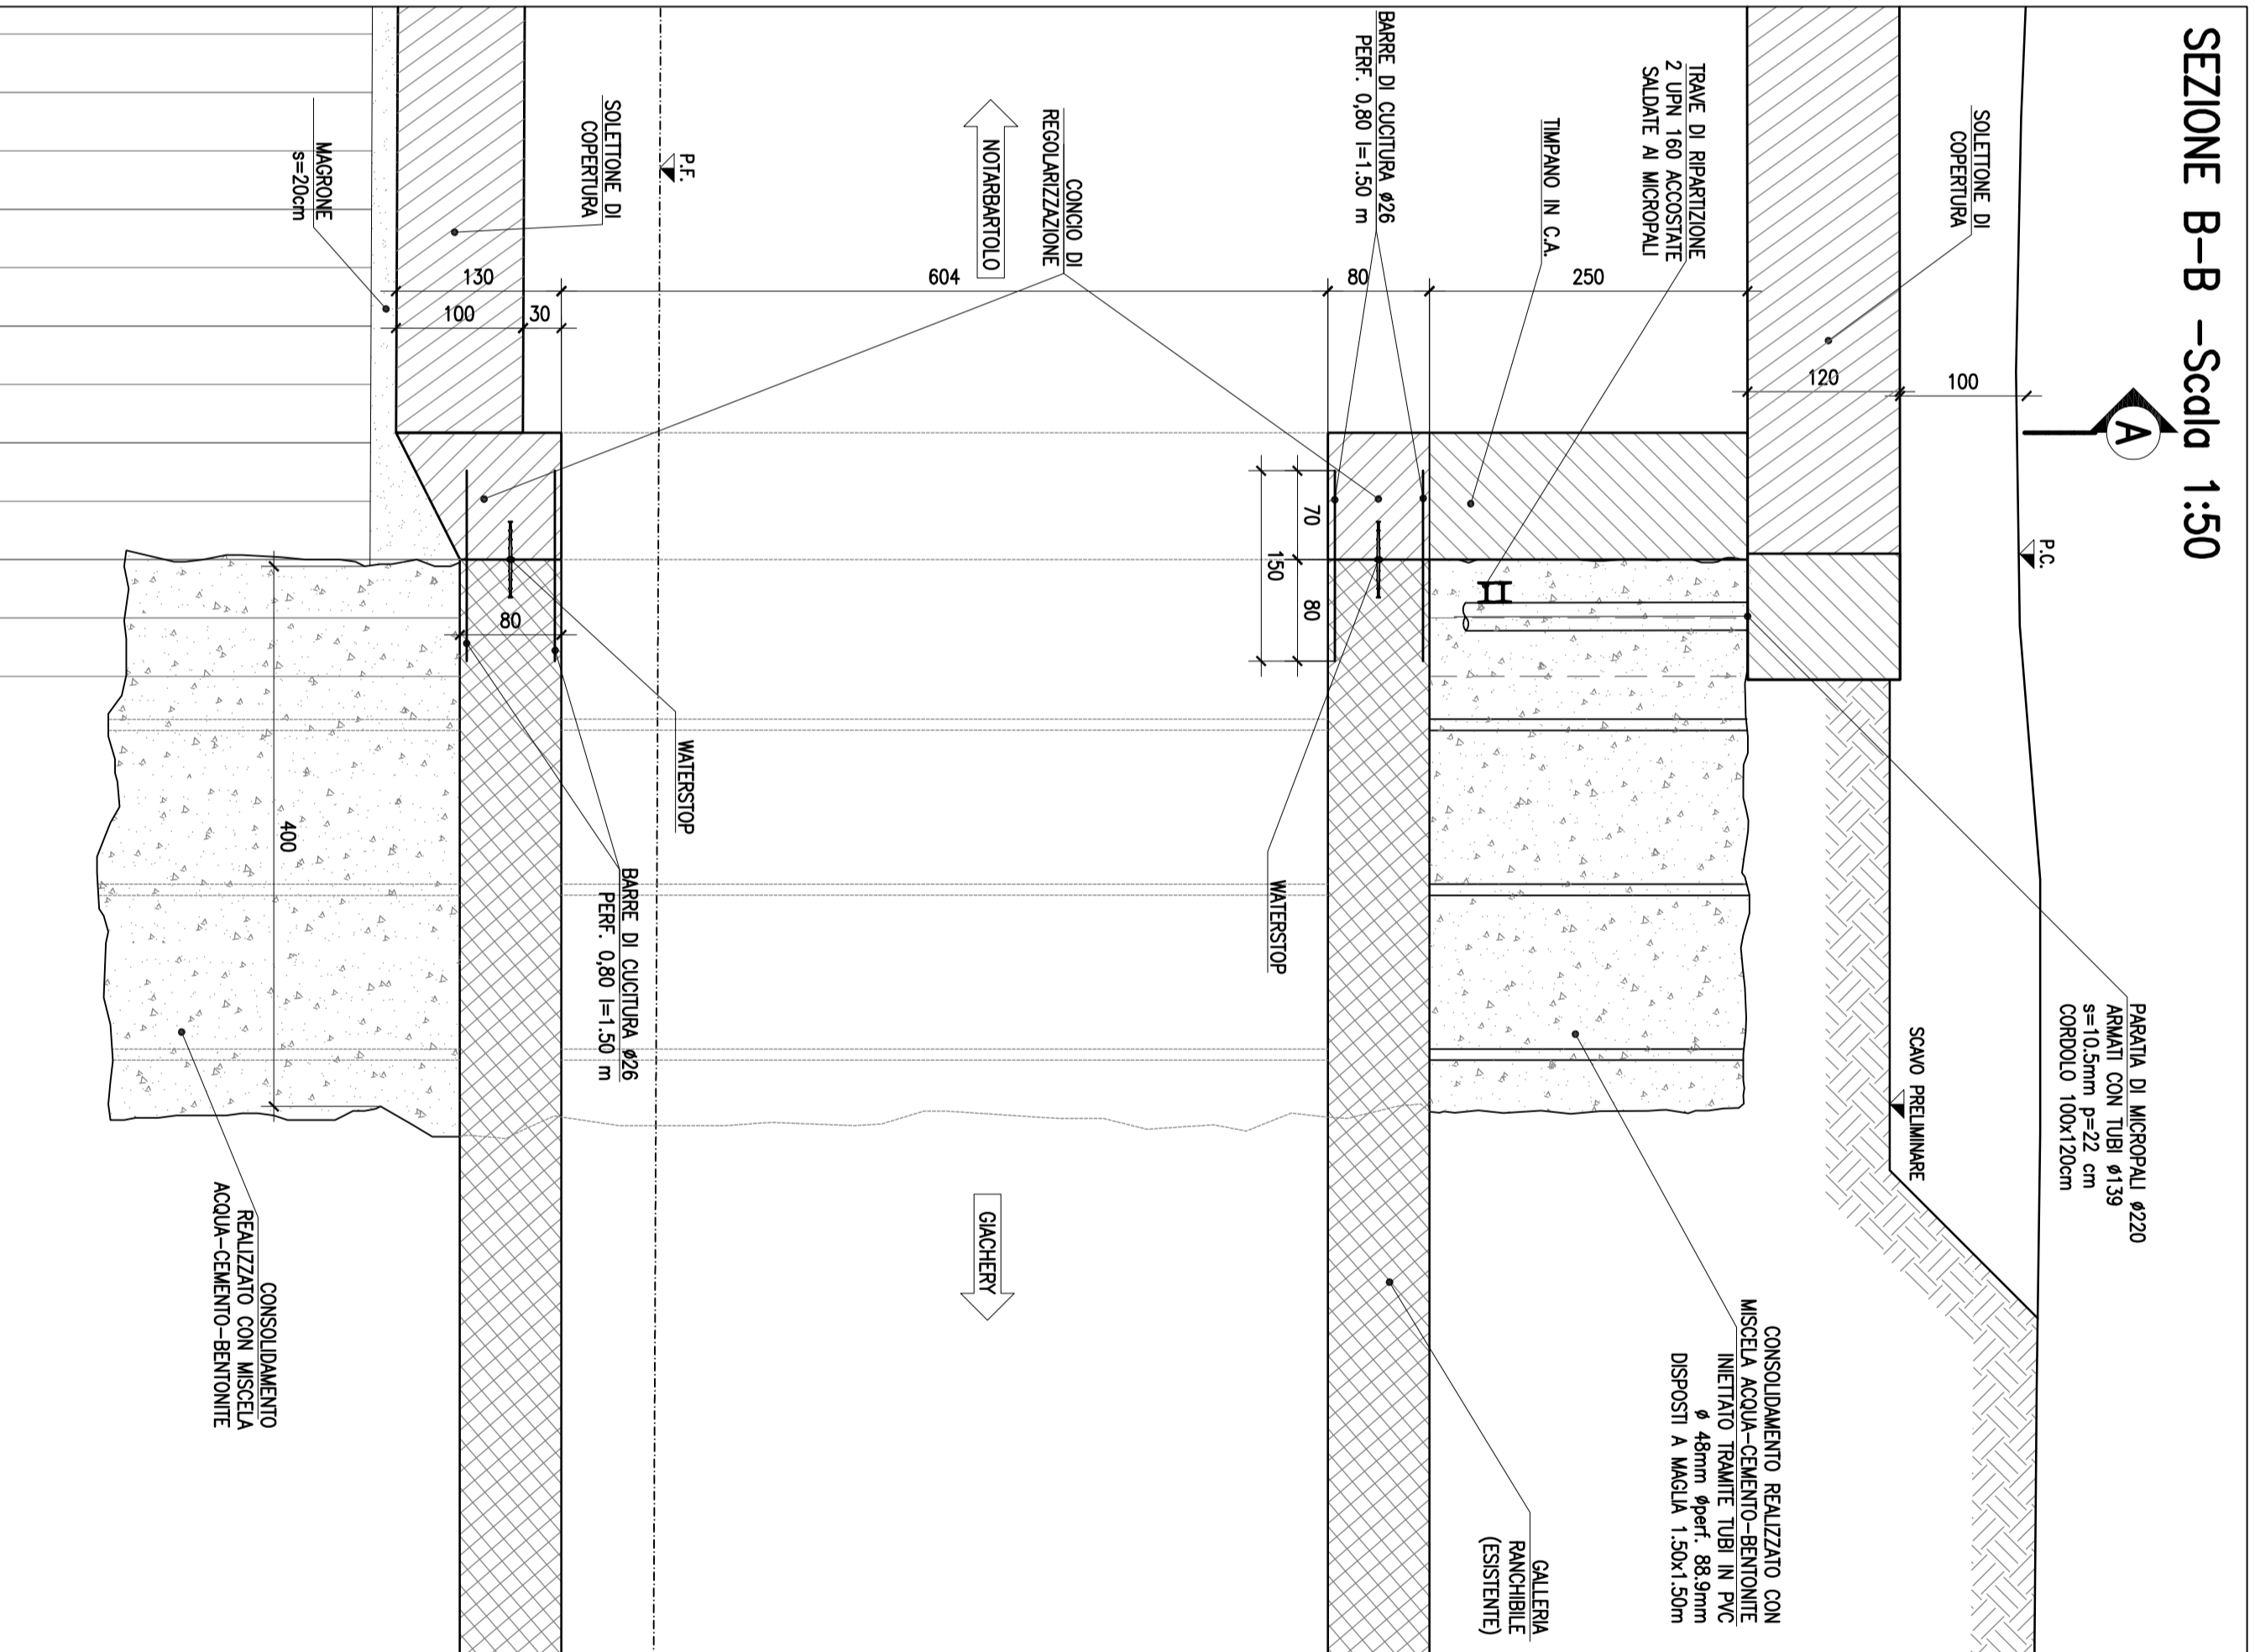 SEZIONE B-B -Scala 1:50
A
P.C.
SOLETTONE DI
COPERTURA
100
120
PARATIA DI MICROPALI ø220
ARMATI CON TUBI ø139
s=10.5mm p=22 cm
CORDOLO 100x120cm
SCAVO PRELIMINARE
TRAVE DI RIPARTIZIONE
2 UPN 160 ACCOSTATE
SALDATE AI MICROPALI
TIMPANO IN C.A.
250
CONSOLIDAMENTO REALIZZATO CON
MISCELA ACQUA-CEMENTO-BENTONITE
INIETTATO TRAMITE TUBI IN PVC
ø 48mm øperf. 88.9mm
DISPOSTI A MAGLIA 1.50x1.50m
GALLERIA
RANCHIBILE
(ESISTENTE)
BARRE DI CUCITURA ø26
PERF. 0,80 l=1.50 m
80
70
80
150
WATERSTOP
CONCIO DI
REGOLARIZZAZIONE
NOTARBARTOLO
604
GIACHERY
P.F.
WATERSTOP
SOLETTONE DI
COPERTURA
130
100
30
80
BARRE DI CUCITURA ø26
PERF. 0,80 l=1.50 m
MAGRONE
s=20cm
400
CONSOLIDAMENTO
REALIZZATO CON MISCELA
ACQUA-CEMENTO-BENTONITE